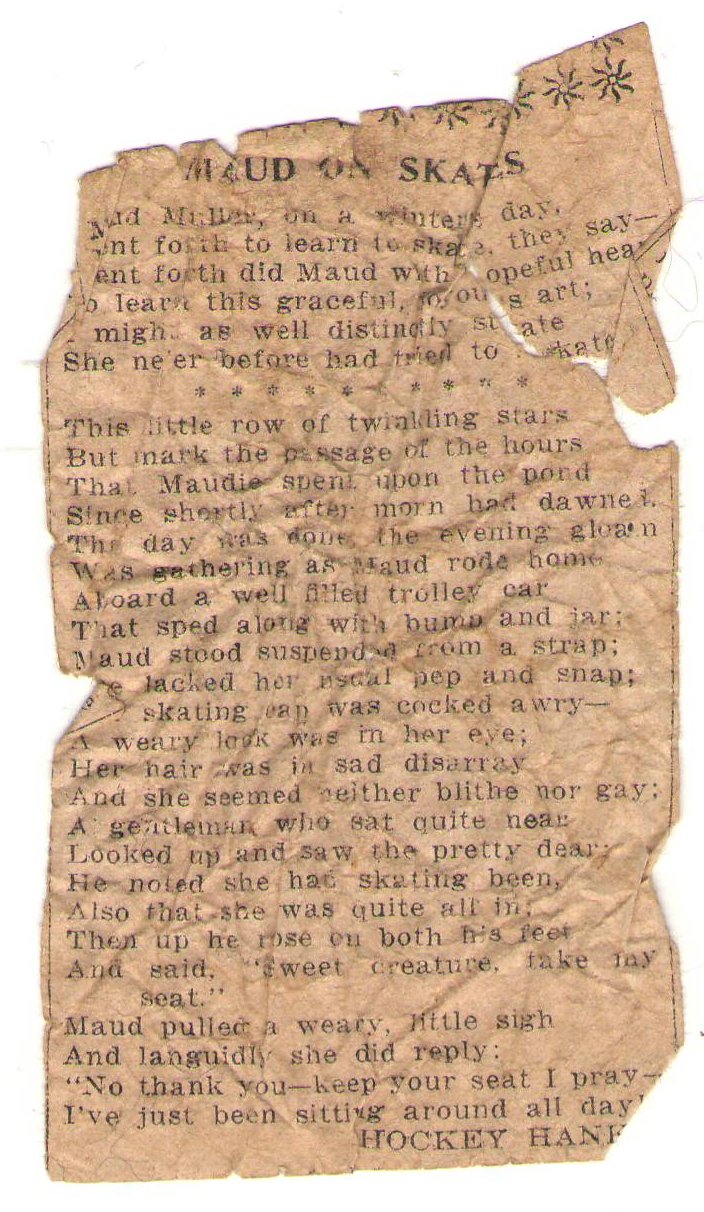 MAUD ON SKATES
Maud Muller, on a winters day,
Went forth to learn to skate, they say—
Went forth did Maud with hopeful heart
To learn this graceful, joyous art;
I might as well distinctly state
She ne'er before had tried to skate.
* * * * * * * * * *
This little row of twinkling stars
But mark the passage of the hours
That Maudie spent upon the pond
Since shortly after morn had dawned.
The day was done, the evening gloam
Was gathering as Maud rode home
Aboard a well filled trolley car
That sped along with bump and jar;
Maud stood suspended from a strap;
She lacked her usual pep and snap;
skating cap was cocked awry—
A weary look was in her eye;
Her hair was in sad disarray
And she seemed neither blithe nor gay;
A gentleman who sat quite near
Looked up and saw the pretty dear;
He noted she had skating been,
Also that she was quite all in;
Then up he rose on both his feet
And said, "Sweet creature, take my
seat."
Maud pulled a weary, little sigh
And languidly she did reply:
"No thank you—keep your seat I pray—
I've just been sitting around all day!
HOCKEY HANK